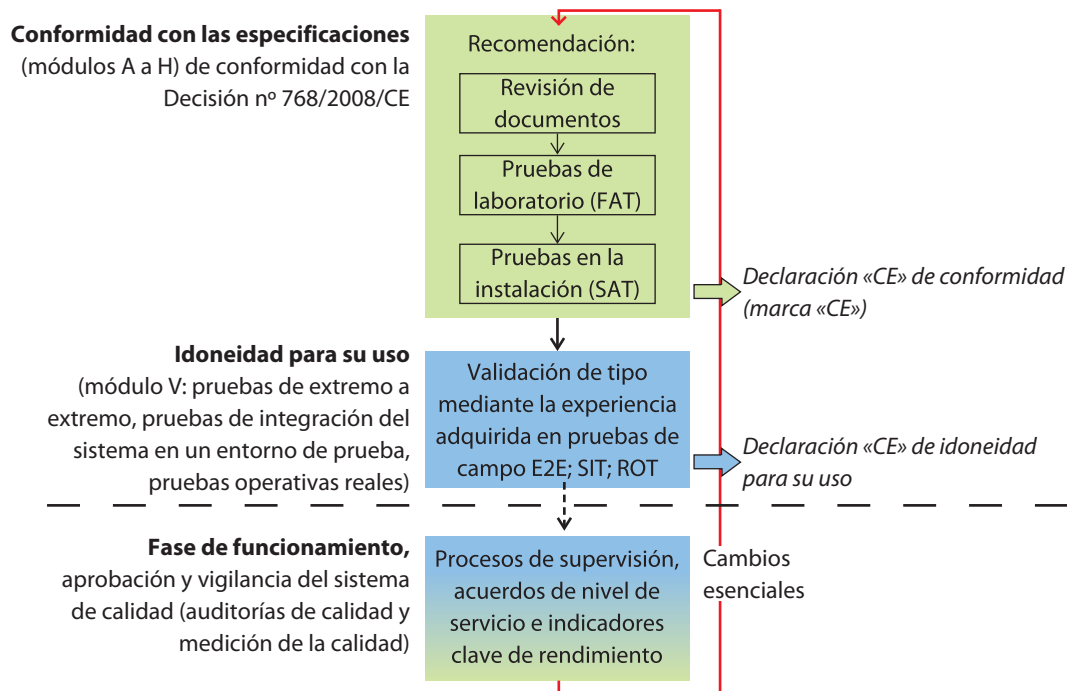 Conformidad con las especificaciones
(módulos A a H) de conformidad con la
Decisión nº 768/2008/CE
Recomendación:
Revisión de
documentos
Pruebas de
laboratorio (FAT)
Pruebas en la
instalación (SAT)
Declaración «CE» de conformidad
(marca «CE»)
Idoneidad para su uso
(módulo V: pruebas de extremo a
extremo, pruebas de integración del
sistema en un entorno de prueba,
pruebas operativas reales)
Validación de tipo
mediante la experiencia
adquirida en pruebas de
campo E2E; SIT; ROT
Declaración «CE» de idoneidad
para su uso
Fase de funcionamiento,
aprobación y vigilancia del sistema
de calidad (auditorías de calidad y
medición de la calidad)
Procesos de supervisión,
acuerdos de nivel de
servicio e indicadores
clave de rendimiento
Cambios
esenciales